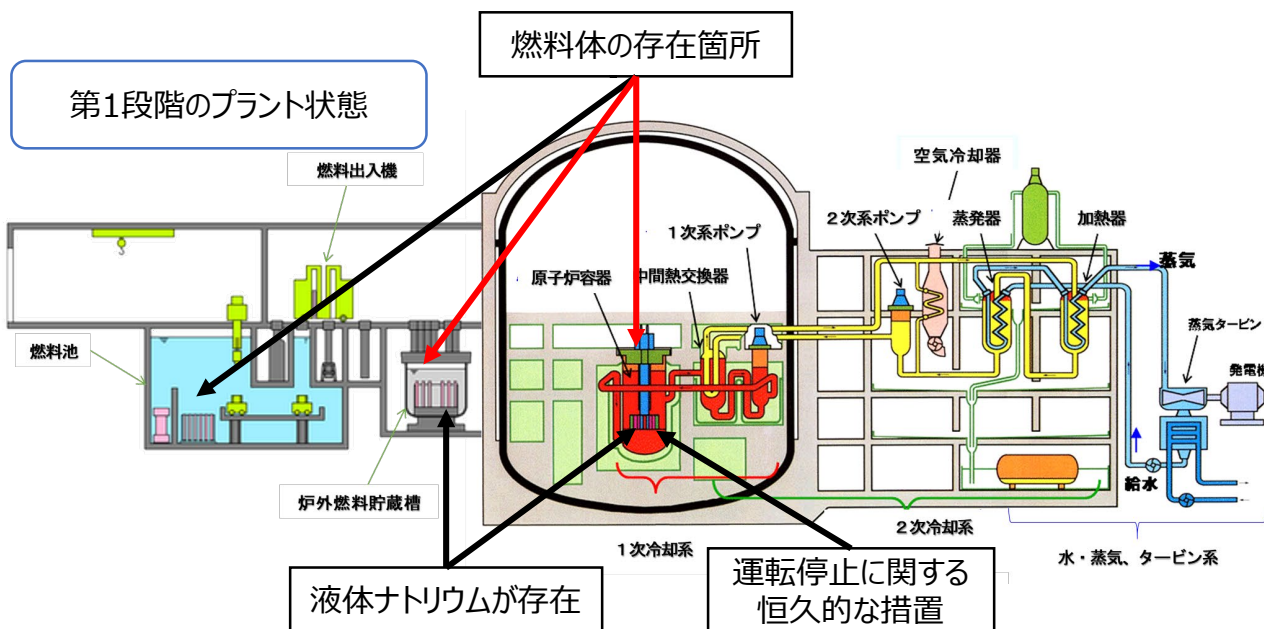 燃料体の存在箇所
第1段階のプラント状態
燃料出入機
空気冷却器
2次系ポンプ
蒸発器
加熱器
1次系ポンプ
蒸気
原子炉容器
中間熱交換器
蒸気タービン
燃料池
発電機
炉外燃料貯蔵槽
給水
1次冷却系
2次冷却系
水・蒸気、タービン系
液体ナトリウムが存在
運転停止に関する
恒久的な措置